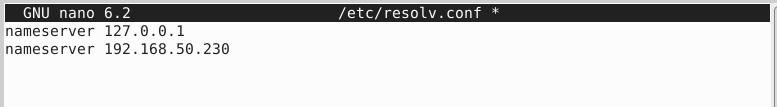 GNU nano 6.2 /etc/resolv.conf *
nameserver 127.0.0.1
nameserver 192.168.50.230